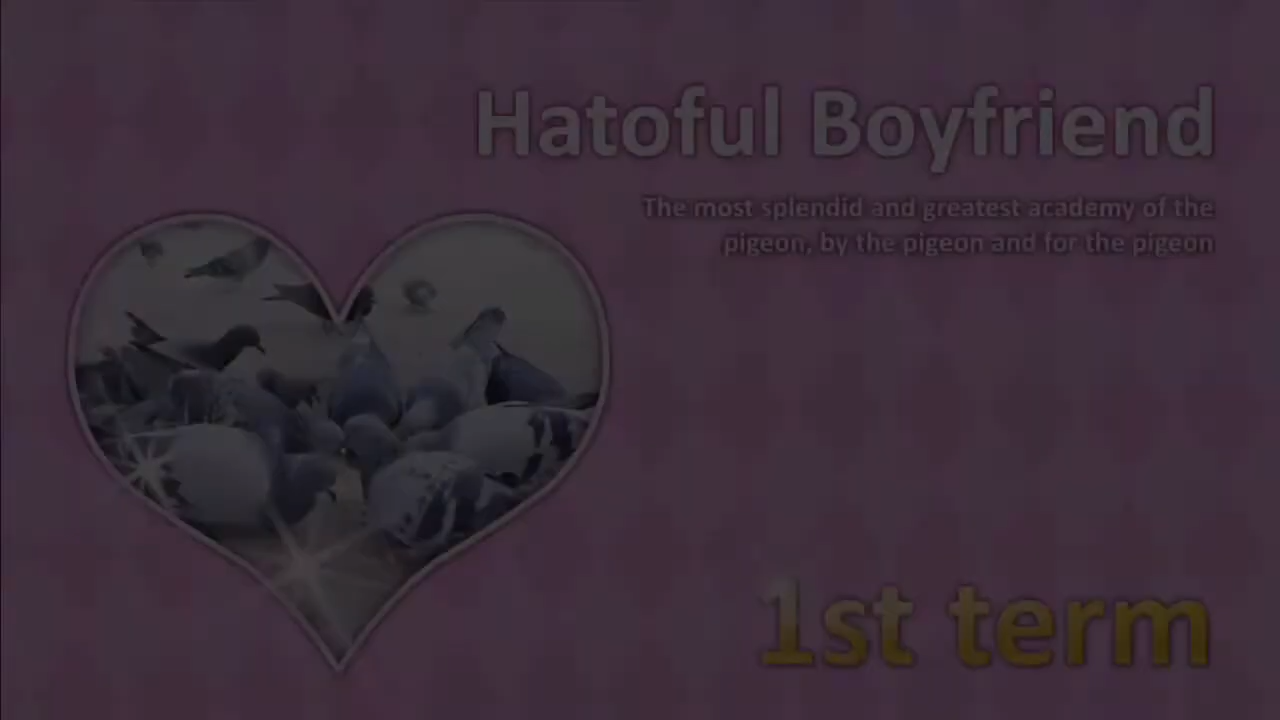 Hatoful Boyfriend
The most splendid and greatest academy of the
pigeon, by the pigeon and for the pigeon
1st term